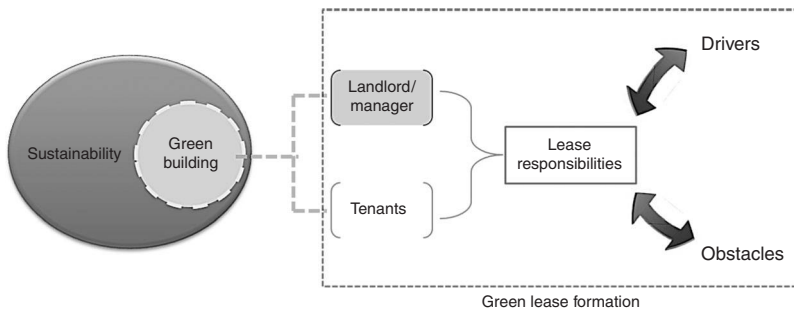 Sustainability
Green
building
Landlord/
manager
Tenants
Lease
responsibilities
Drivers
Obstacles
Green lease formation